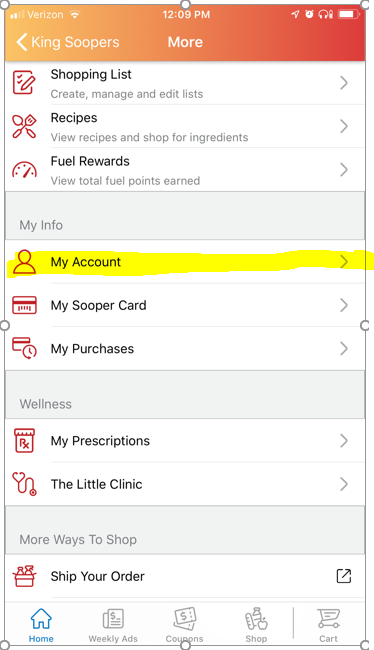 Verizon 12:09 PM
King Soopers More
Shopping List
Create, manage and edit lists
Recipes
View recipes and shop for ingredients
Fuel Rewards
View total fuel points earned
My Info
My Account
My Sooper Card
My Purchases
Wellness
Rx
My Prescriptions
The Little Clinic
More Ways To Shop
Ship Your Order
Home Weekly Ads Coupons Shop Cart